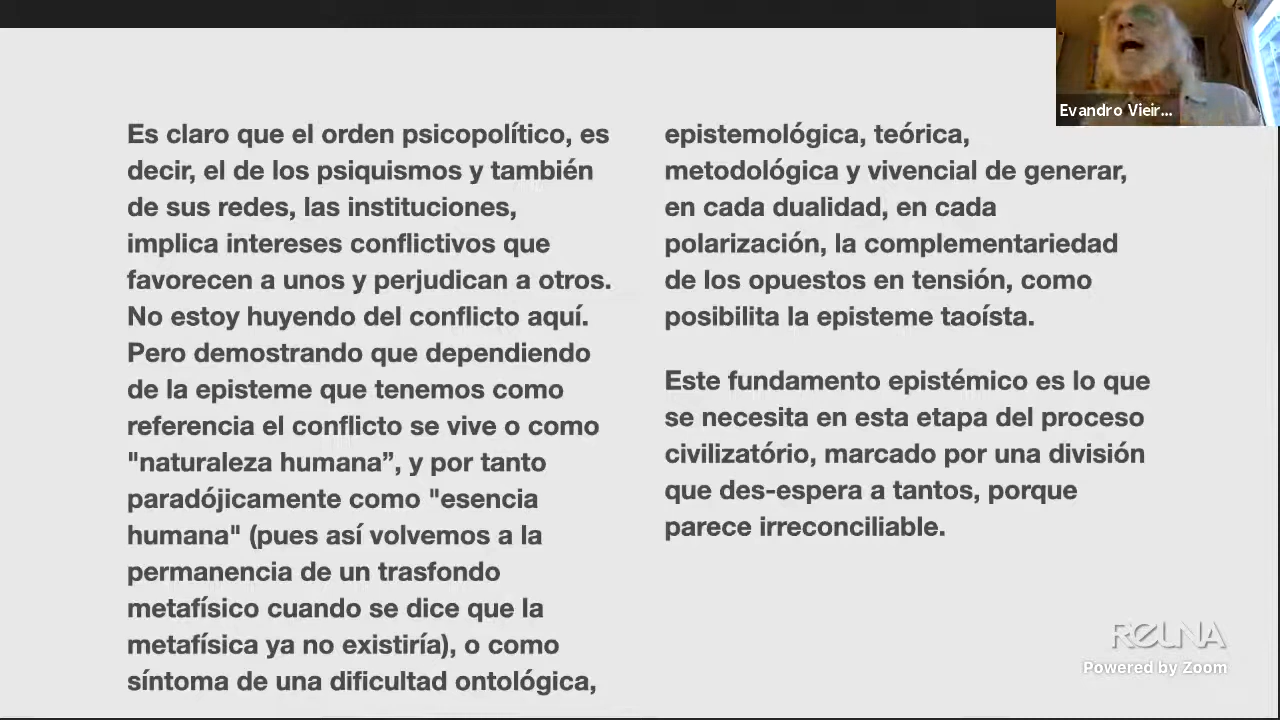 Es claro que el orden psicopolítico, es
decir, el de los psiquismos y también
de sus redes, las instituciones,
implica intereses conflictivos que
favorecen a unos y perjudican a otros.
No estoy huyendo del conflicto aquí.
Pero demostrando que dependiendo
de la episteme que tenemos como
referencia el conflicto se vive o como
"naturaleza humana”, y por tanto
paradójicamente como "esencia
humana" (pues así volvemos a la
permanencia de un trasfondo
metafísico cuando se dice que la
metafísica ya no existiría), o como
síntoma de una dificultad ontológica,
epistemológica, teórica,
metodológica y vivencial de generar,
en cada dualidad, en cada
polarización, la complementariedad
de los opuestos en tensión, como
posibilita la episteme taoísta.
Este fundamento epistémico es lo que
se necesita en esta etapa del proceso
civilizatório, marcado por una división
que des-espera a tantos, porque
parece irreconciliable.
Evandro Vieir...
RELNA
Powered by Zoom